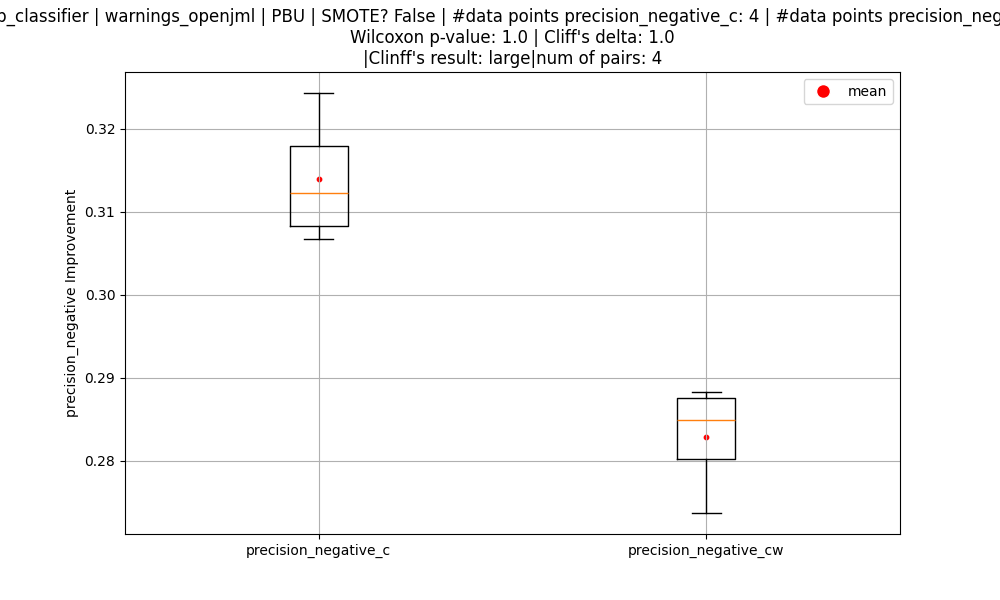 _classifier | warnings_openjml | PBU | SMOTE? False | #data points precision_negative_c: 4 | #data points
Wilcoxon p-value: 1.0 | Cliff's delta: 1.0
|Clinff's result: large|num of pairs: 4
mean
0.32
0.31
0.30
0.29
0.28
precision_negative Improvement
precision_negative_c
precision_negative_cw